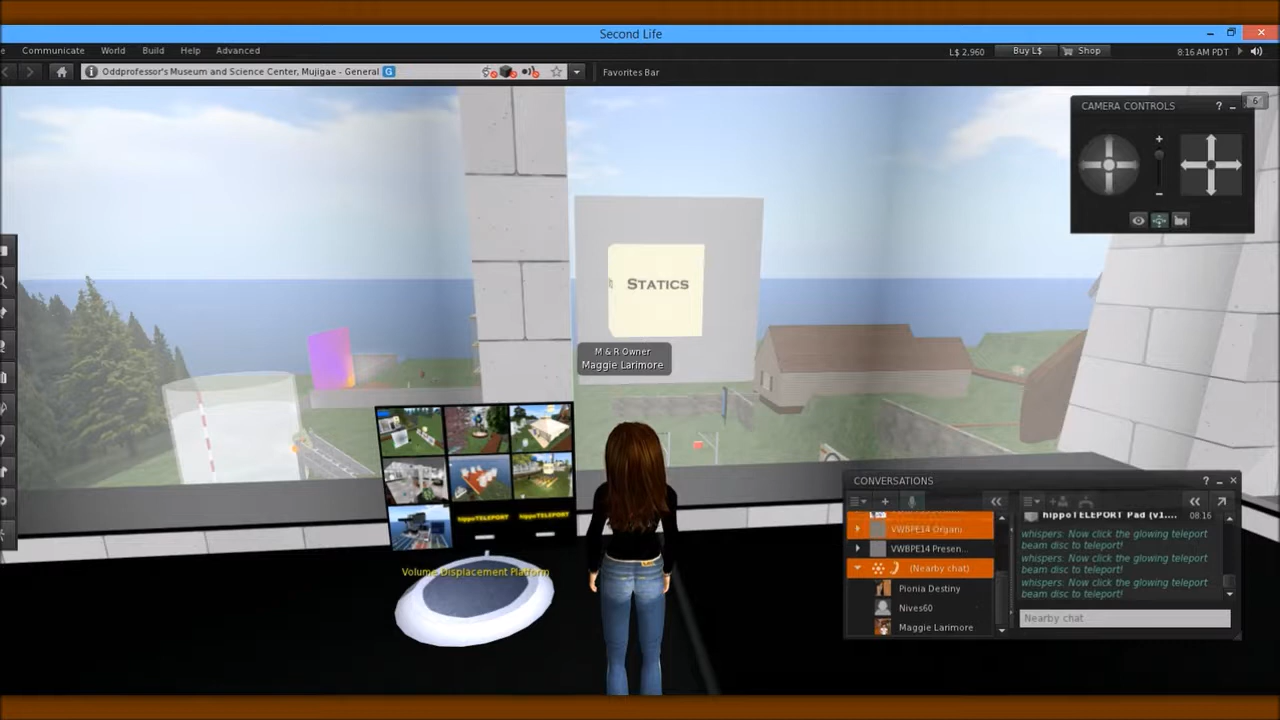 Second Life
e Communicate World Build Help Advanced
L$ 2,960 Buy L$ Shop 8:16 AM PDT
Oddprofessor's Museum and Science Center, Mujigae - General G
Favorites Bar
CAMERA CONTROLS ?
6
STATICS
M & R Owner
Maggie Larimore
hippoTELEPORT hippoTELEPORT
Volume Displacement Platform
CONVERSATIONS ?
VWBPE14 Organi
VWBPE14 Presen...
(Nearby chat)
Pionia Destiny
Nives60
Maggie Larimore
hippoTELEPORT Pad (v1.... 08:16
whispers: Now click the glowing teleport
beam disc to teleport!
whispers: Now click the glowing teleport
beam disc to teleport!
whispers: Now click the glowing teleport
beam disc to teleport!
Nearby chat